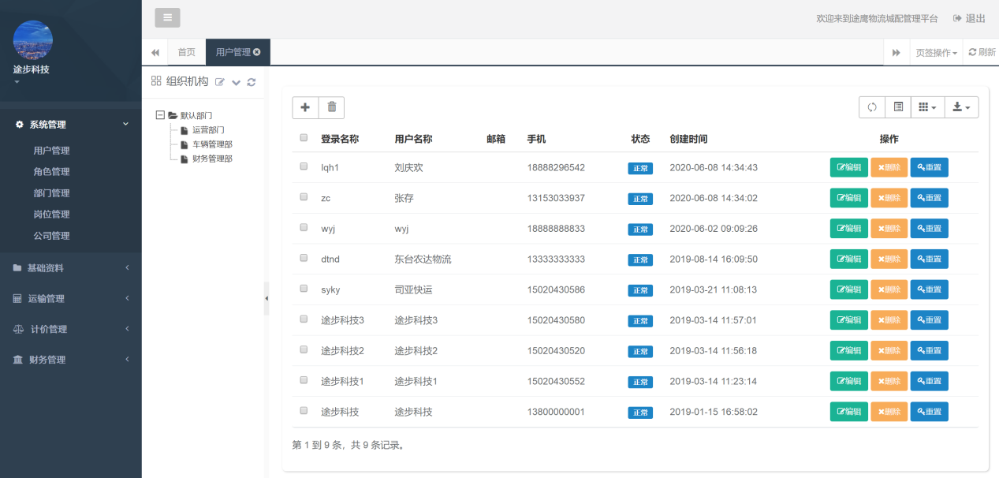 欢迎来到途鹰物流城配管理平台 退出
首页 用户管理 页签操作 刷新
途步科技
系统管理
用户管理
角色管理
部门管理
岗位管理
公司管理
基础资料
运输管理
计价管理
财务管理
组织机构
默认部门
运营部门
车辆管理部
财务管理部
登录名称 用户名称 邮箱 手机 状态 创建时间 操作
lqh1 刘庆欢 18888296542 正常 2020-06-08 14:34:43 编辑 删除 重置
zc 张存 13153033937 正常 2020-06-08 14:34:02 编辑 删除 重置
wyj wyj 18888888833 正常 2020-06-02 09:09:26 编辑 删除 重置
dtnd 东台农达物流 13333333333 正常 2019-08-14 16:09:50 编辑 删除 重置
syky 司亚快运 15020430586 正常 2019-03-21 11:08:13 编辑 删除 重置
途步科技3 途步科技3 15020430580 正常 2019-03-14 11:57:01 编辑 删除 重置
途步科技2 途步科技2 15020430520 正常 2019-03-14 11:56:18 编辑 删除 重置
途步科技1 途步科技1 15020430552 正常 2019-03-14 11:23:14 编辑 删除 重置
途步科技 途步科技 13800000001 正常 2019-01-15 16:58:02 编辑 删除 重置
第 1 到 9 条，共 9 条记录。